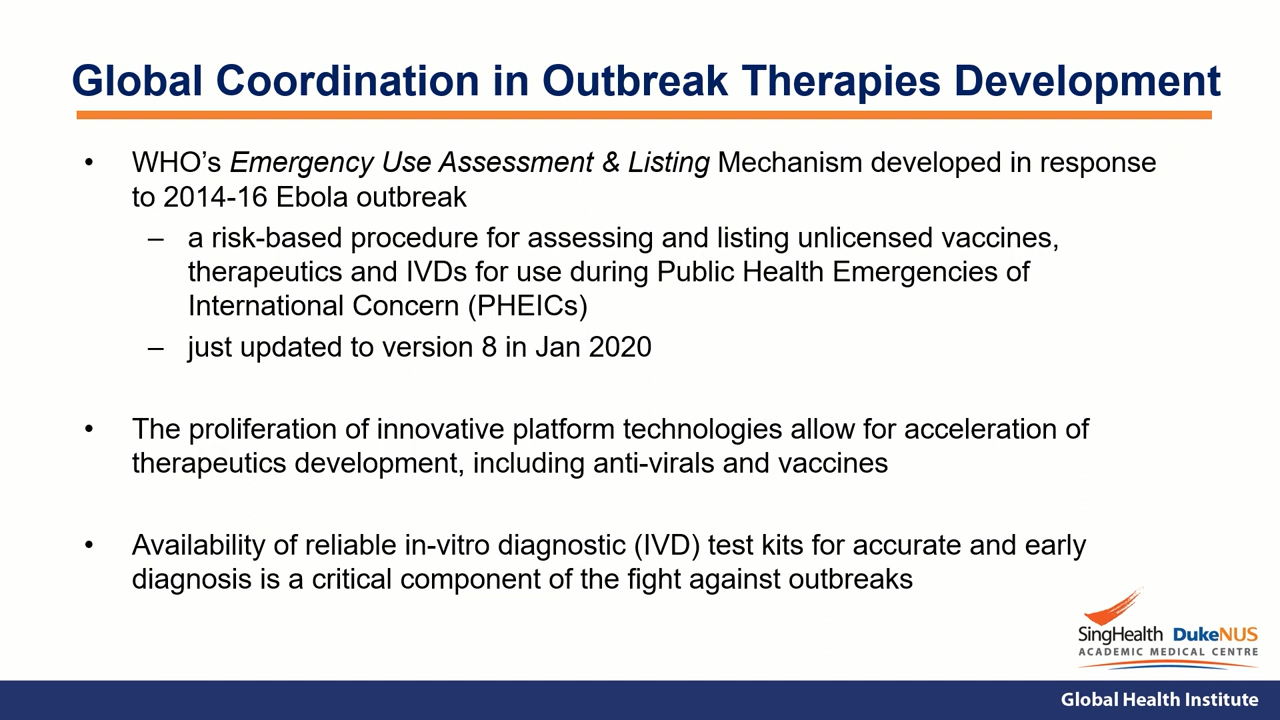 Global Coordination in Outbreak Therapies Development
• WHO’s Emergency Use Assessment & Listing Mechanism developed in response
to 2014-16 Ebola outbreak
– a risk-based procedure for assessing and listing unlicensed vaccines,
therapeutics and IVDs for use during Public Health Emergencies of
International Concern (PHEICs)
– just updated to version 8 in Jan 2020
• The proliferation of innovative platform technologies allow for acceleration of
therapeutics development, including anti-virals and vaccines
• Availability of reliable in-vitro diagnostic (IVD) test kits for accurate and early
diagnosis is a critical component of the fight against outbreaks
SingHealth DukeNUS
ACADEMIC MEDICAL CENTRE
Global Health Institute